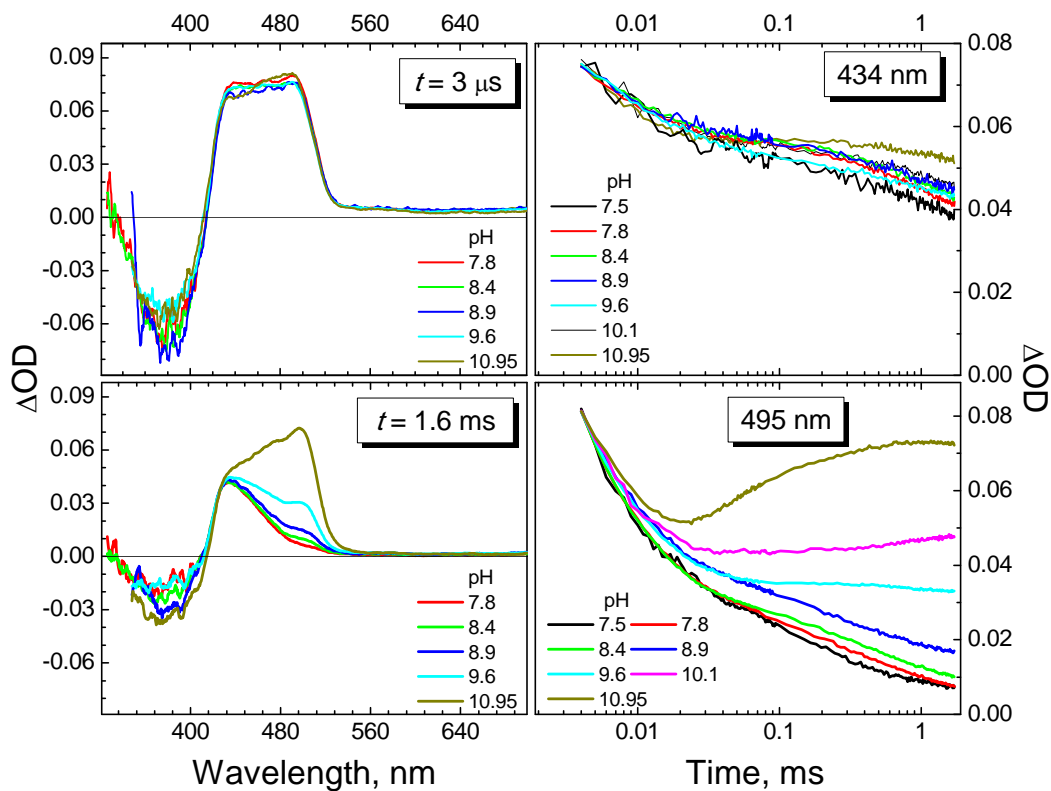 400 480 560 640
0.01 0.1 1
0.09
0.06
0.03
0.00
-0.03
-0.06
t = 3 μs
pH
7.8
8.4
8.9
9.6
10.95
434 nm
pH
7.5
7.8
8.4
8.9
9.6
10.1
10.95
0.08
0.06
0.04
0.02
0.00
ΔOD
ΔOD
0.09
0.06
0.03
0.00
-0.03
-0.06
t = 1.6 ms
pH
7.8
8.4
8.9
9.6
10.95
495 nm
pH
7.5 7.8
8.4 8.9
9.6 10.1
10.95
0.08
0.06
0.04
0.02
0.00
400 480 560 640
0.01 0.1 1
Wavelength, nm
Time, ms